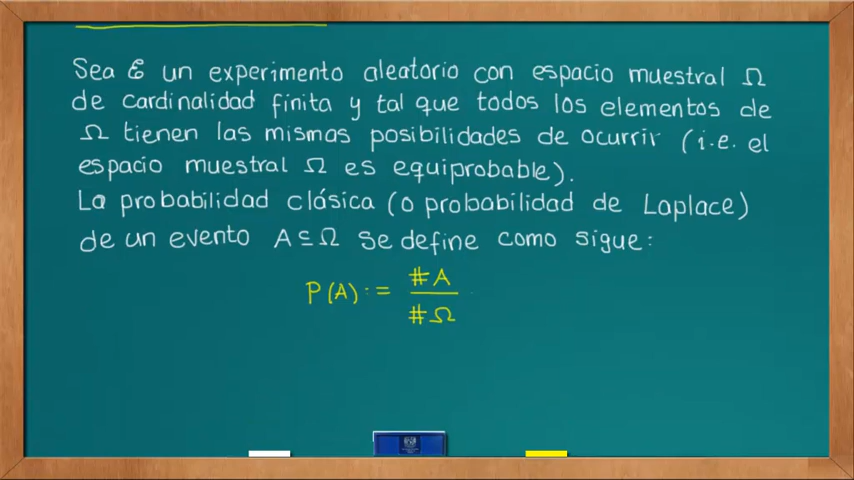 Sea ℰ un experimento aleatorio con espacio muestral Ω
de cardinalidad finita y tal que todos los elementos de
Ω tienen las mismas posibilidades de ocurrir (i.e. el
espacio muestral Ω es equiprobable).
La probabilidad clásica (o probabilidad de Laplace)
de un evento A ⊆ Ω se define como sigue:
P(A) := #A / #Ω